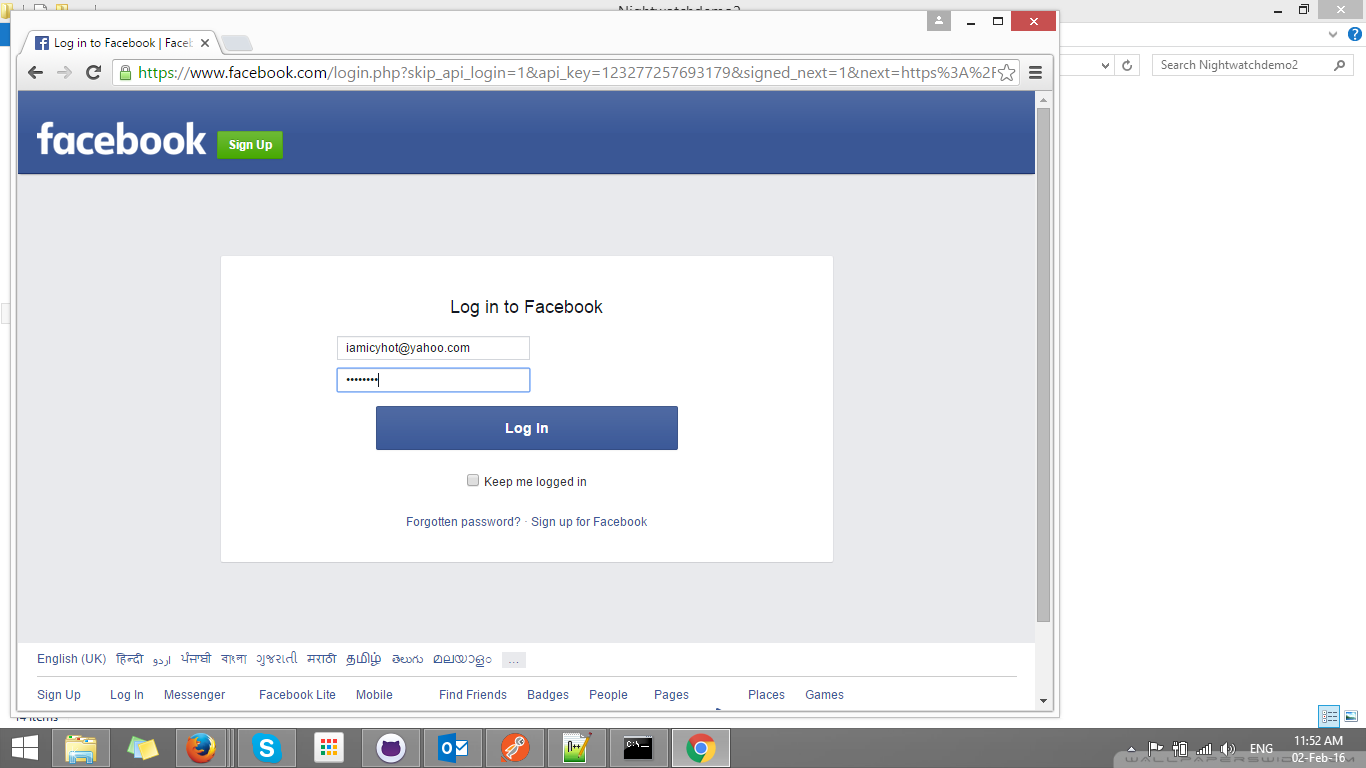 Nightwatchdemo2
Log in to Facebook | Faceb
https://www.facebook.com/login.php?skip_api_login=1&api_key=123277257693179&signed_next=1&next=https%3A%2F
Search Nightwatchdemo2
facebook
Sign Up
Log in to Facebook
iamicyhot@yahoo.com
••••••••
Log In
Keep me logged in
Forgotten password? · Sign up for Facebook
English (UK) हिन्दी اردو ਪੰਜਾਬੀ বাংলা ગુજરાતી मराठी தமிழ் తెలుగు മലയാളം ...
Sign Up Log In Messenger Facebook Lite Mobile Find Friends Badges People Pages Places Games
14 items
ENG
11:52 AM
02-Feb-16